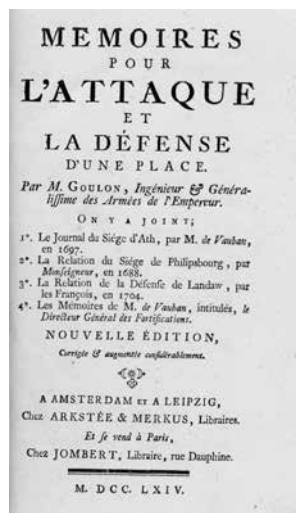 MEMOIRES
POUR
L'ATTAQUE
ET
LA DÉFENSE
D'UNE PLACE.
Par M. GOULON, Ingénieur & Généra-
lissime des Armées de l'Empereur.
ON Y A JOINT;
1°. Le Journal du Siége d'Ath, par M. de Vauban,
en 1697.
2°. La Relation du Siége de Philipsbourg, par
Monseigneur, en 1688.
3°. La Relation de la Défense de Landaw, par
les François, en 1704.
4°. Les Mémoires de M. de Vauban, intitulés, le
Directeur Général des Fortifications.
NOUVELLE ÉDITION,
Corrigée & augmentée considérablement.
A AMSTERDAM ET A LEIPZIG,
Chez ARKSTÉE & MERKUS, Libraires.
Et se vend à Paris,
Chez JOMBERT, Libraire, rue Dauphine.
M. DCC. LXIV.